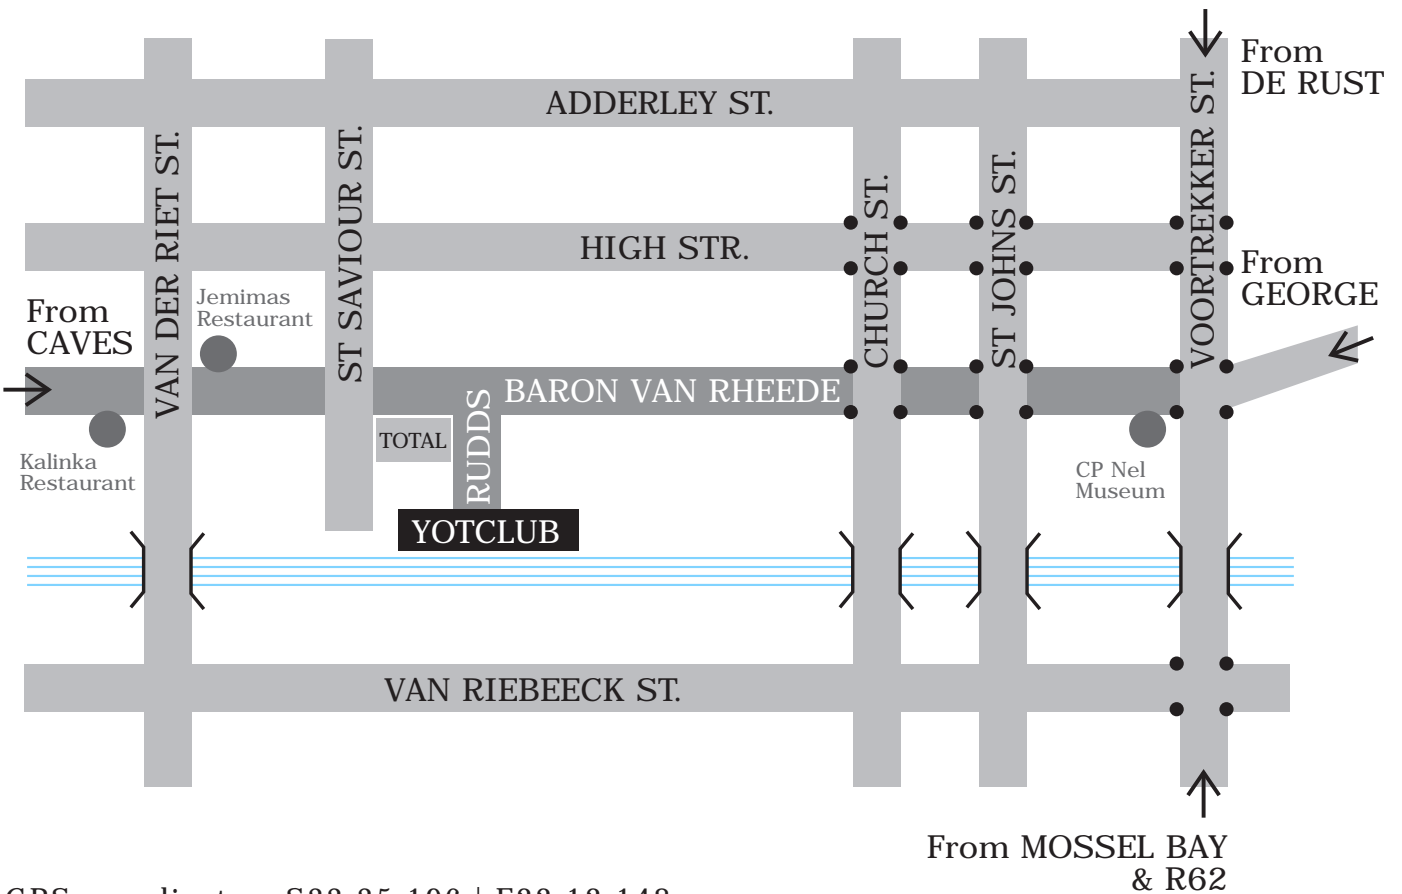 From
DE RUST
ADDERLEY ST.
VAN DER RIET ST.
ST SAVIOUR ST.
CHURCH ST.
ST JOHNS ST.
VOORTREKKER ST.
HIGH STR.
From
GEORGE
Jemimas
Restaurant
From
CAVES
BARON VAN RHEEDE
RUDDS
TOTAL
Kalinka
Restaurant
CP Nel
Museum
YOTCLUB
VAN RIEBEECK ST.
From MOSSEL BAY
& R62